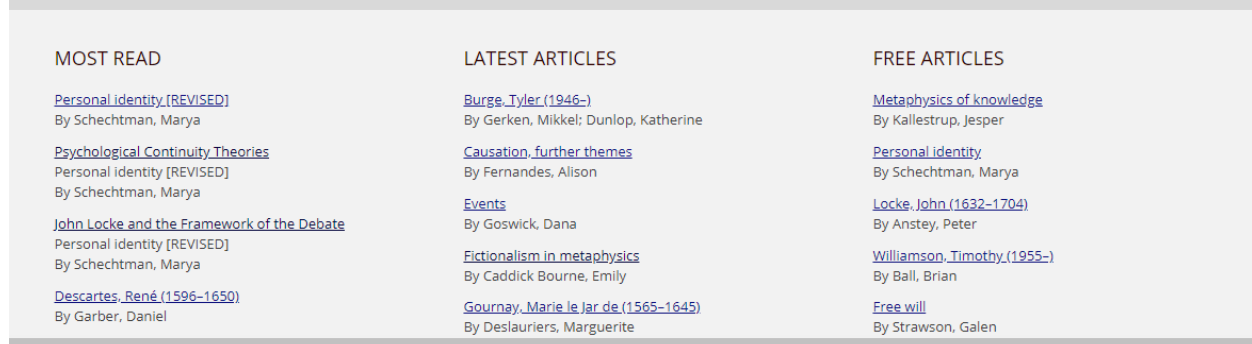 MOST READ
Personal identity [REVISED]
By Schechtman, Marya
Psychological Continuity Theories
Personal identity [REVISED]
By Schechtman, Marya
John Locke and the Framework of the Debate
Personal identity [REVISED]
By Schechtman, Marya
Descartes, René (1596–1650)
By Garber, Daniel
LATEST ARTICLES
Burge, Tyler (1946–)
By Gerken, Mikkel; Dunlop, Katherine
Causation, further themes
By Fernandes, Alison
Events
By Goswick, Dana
Fictionalism in metaphysics
By Caddick Bourne, Emily
Gournay, Marie le Jar de (1565–1645)
By Deslauriers, Marguerite
FREE ARTICLES
Metaphysics of knowledge
By Kallestrup, Jesper
Personal identity
By Schechtman, Marya
Locke, John (1632–1704)
By Anstey, Peter
Williamson, Timothy (1955–)
By Ball, Brian
Free will
By Strawson, Galen